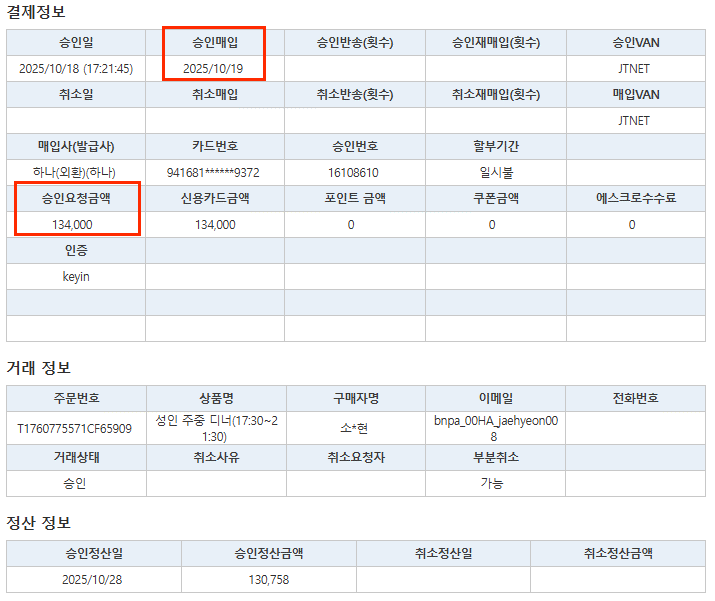 결제정보
승인일 승인매입 승인반송(횟수) 승인재매입(횟수) 승인VAN
2025/10/18 (17:21:45) 2025/10/19 JTNET
취소일 취소매입 취소반송(횟수) 취소재매입(횟수) 매입VAN
JTNET
매입사(발급사) 카드번호 승인번호 할부기간
하나(외환)(하나) 941681******9372 16108610 일시불
승인요청금액 신용카드금액 포인트 금액 쿠폰금액 에스크로수수료
134,000 134,000 0 0 0
인증
keyin
거래 정보
주문번호 상품명 구매자명 이메일 전화번호
T1760775571CF65909 성인 주중 디너(17:30~2 소*현 bnpa_00HA_jaehyeon00
1:30) 8
거래상태 취소사유 취소요청자 부분취소
승인 가능
정산 정보
승인정산일 승인정산금액 취소정산일 취소정산금액
2025/10/28 130,758